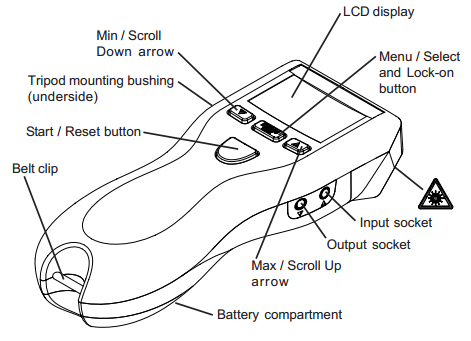 LCD display
Min / Scroll
Down arrow
Menu / Select
and Lock-on
button
Tripod mounting bushing
(underside)
Start / Reset button
Belt clip
Input socket
Output socket
Max / Scroll Up
arrow
Battery compartment